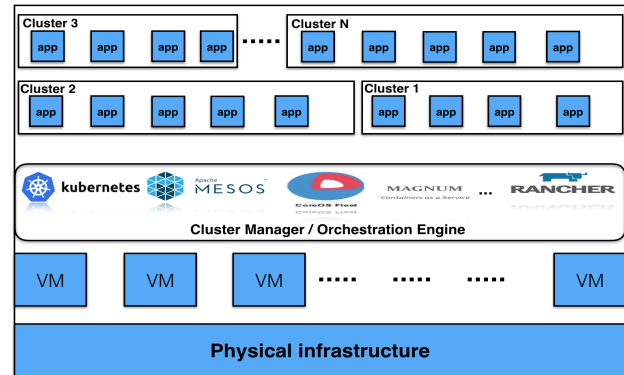 Cluster 3
Cluster N
app app app app ..... app app app app app
Cluster 2
Cluster 1
app app app app app app app app app
kubernetes Apache MESOS™ CoreOS Fleet MAGNUM Containers as a Service ... RANCHER
Cluster Manager / Orchestration Engine
VM VM VM ..... ..... ..... VM
Physical infrastructure